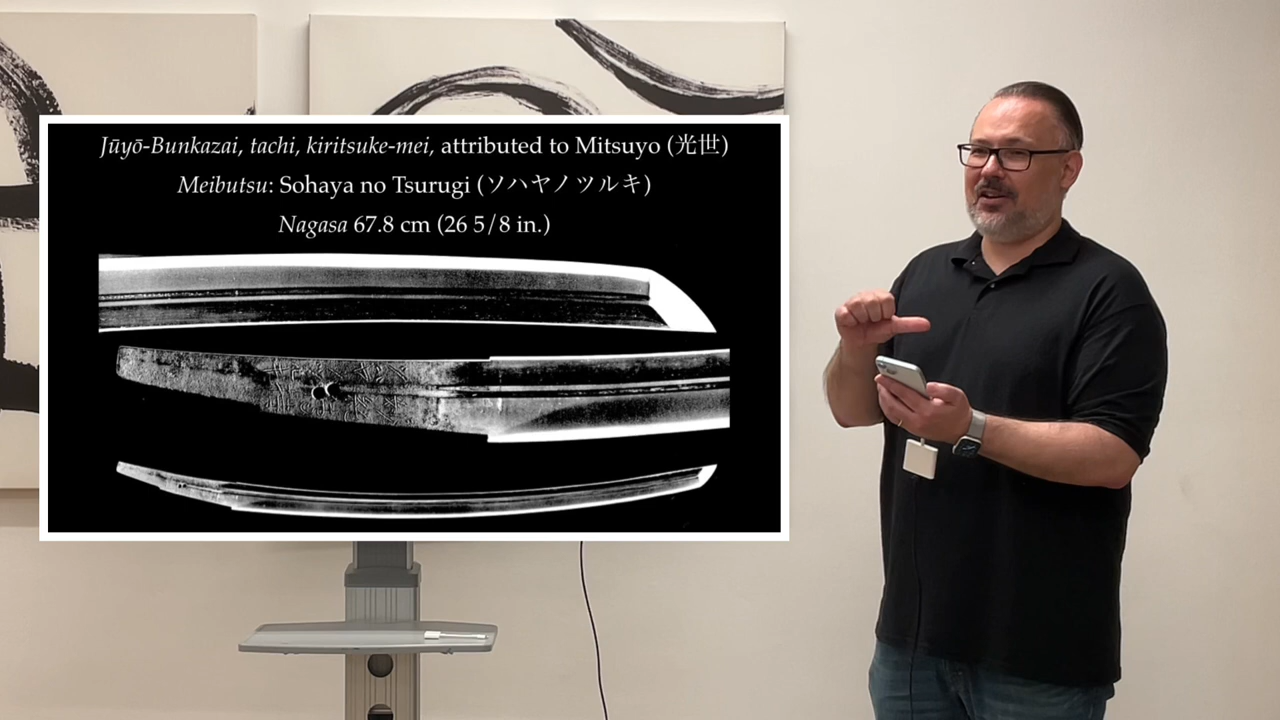 Jūyō-Bunkazai, tachi, kiritsuke-mei, attributed to Mitsuyo (光世)
Meibutsu: Sohaya no Tsurugi (ソハヤノツルキ)
Nagasa 67.8 cm (26 5/8 in.)